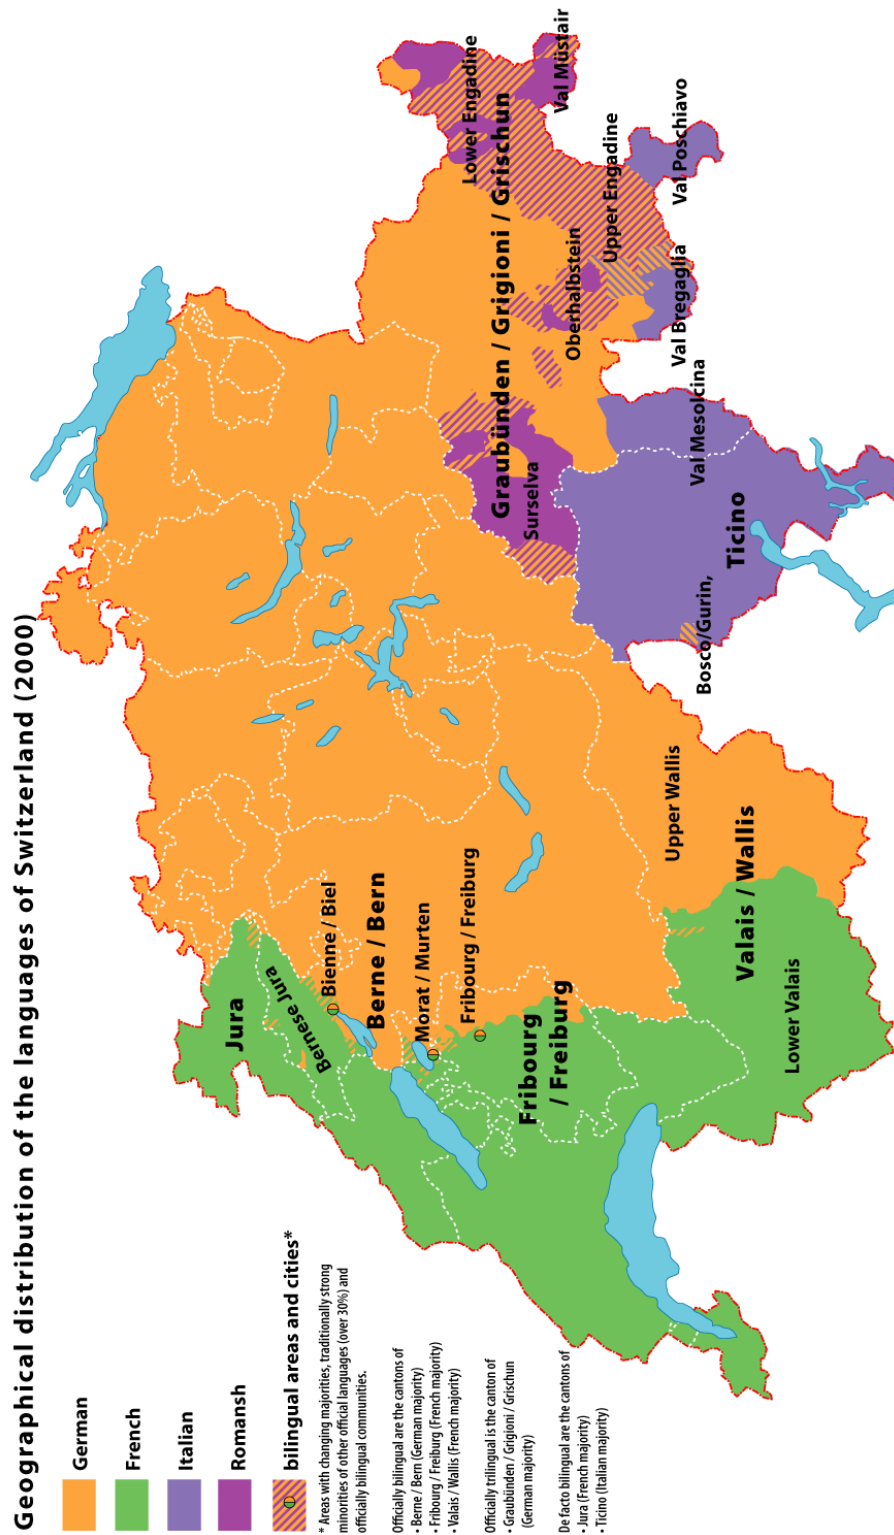 Geographical distribution of the languages of Switzerland (2000)
German
French
Italian
Romansh
bilingual areas and cities*
* Areas with changing majorities, traditionally strong
minorities of other official languages (over 30%) and
officially bilingual communities.
Officially bilingual are the cantons of
• Berne / Bern (German majority)
• Fribourg / Freiburg (French majority)
• Valais / Wallis (French majority)
Officially trilingual is the canton of
• Graubünden / Grigioni / Grischun
(German majority)
De facto bilingual are the cantons of
• Jura (French majority)
• Ticino (Italian majority)
Jura
Bernese Jura
Bienne / Biel
Berne / Bern
Morat / Murten
Fribourg / Freiburg
Fribourg
/ Freiburg
Lower Valais
Valais / Wallis
Upper Wallis
Bosco/Gurin,
Ticino
Val Mesolcina
Surselva
Graubünden / Grigioni / Grischun
Oberhalbstein
Val Bregaglia
Upper Engadine
Lower Engadine
Val Poschiavo
Val Müstair